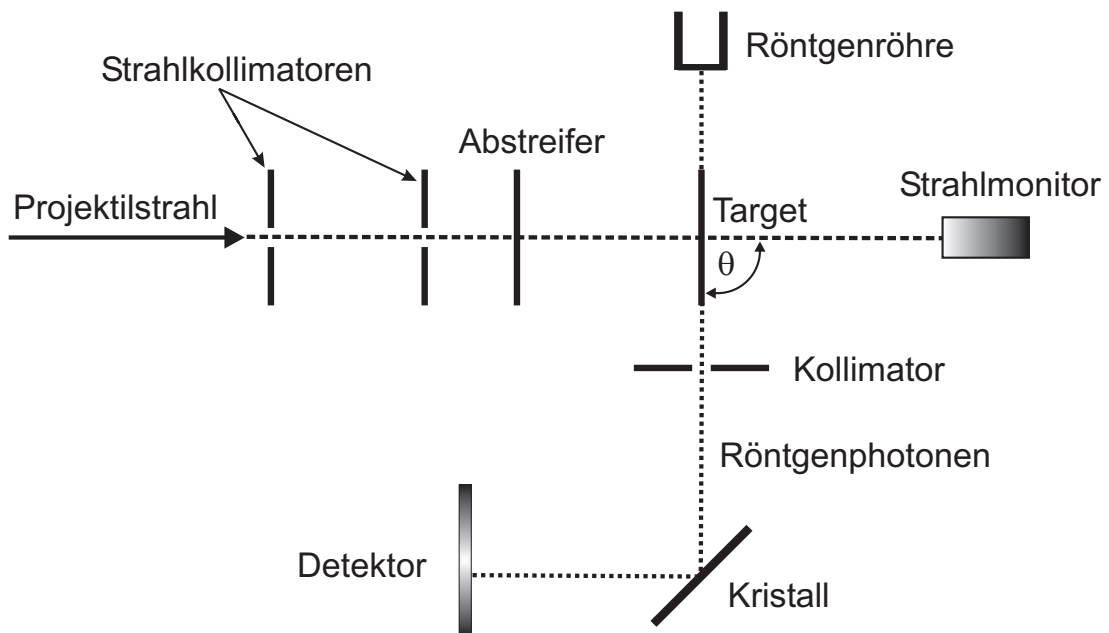 Röntgenröhre
Strahlkollimatoren
Abstreifer
Strahlmonitor
Projektilstrahl
Target
θ
Kollimator
Röntgenphotonen
Detektor
Kristall